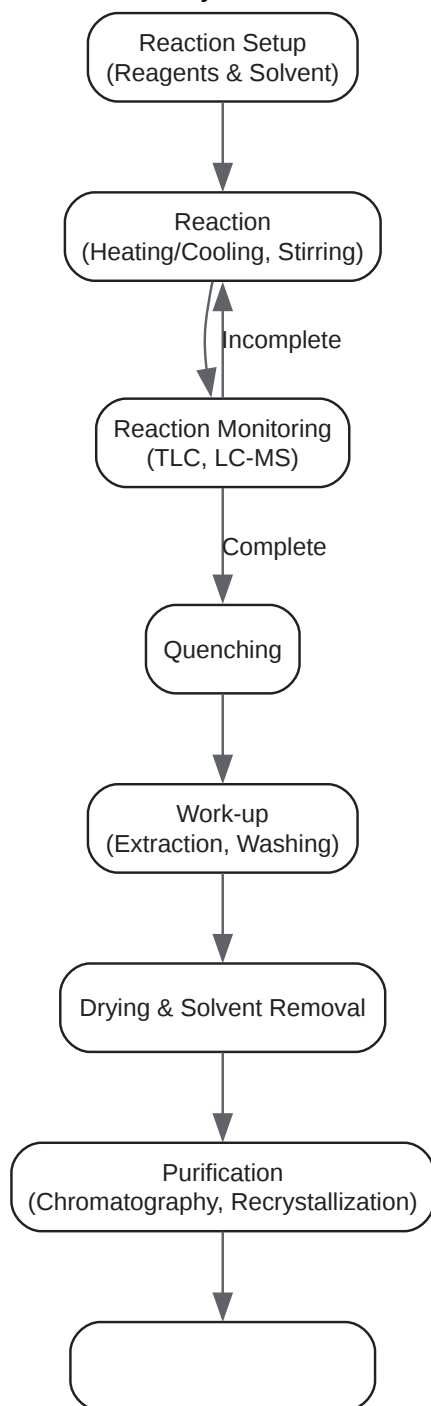 Reaction Setup
(Reagents & Solvent)
Reaction
(Heating/Cooling, Stirring)
Incomplete
Reaction Monitoring
(TLC, LC-MS)
Complete
Quenching
Work-up
(Extraction, Washing)
Drying & Solvent Removal
Purification
(Chromatography, Recrystallization)